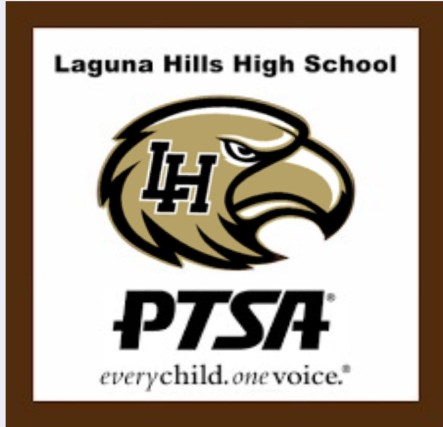 Laguna Hills High School
LH
PTSA®
everychild.onevoice.®